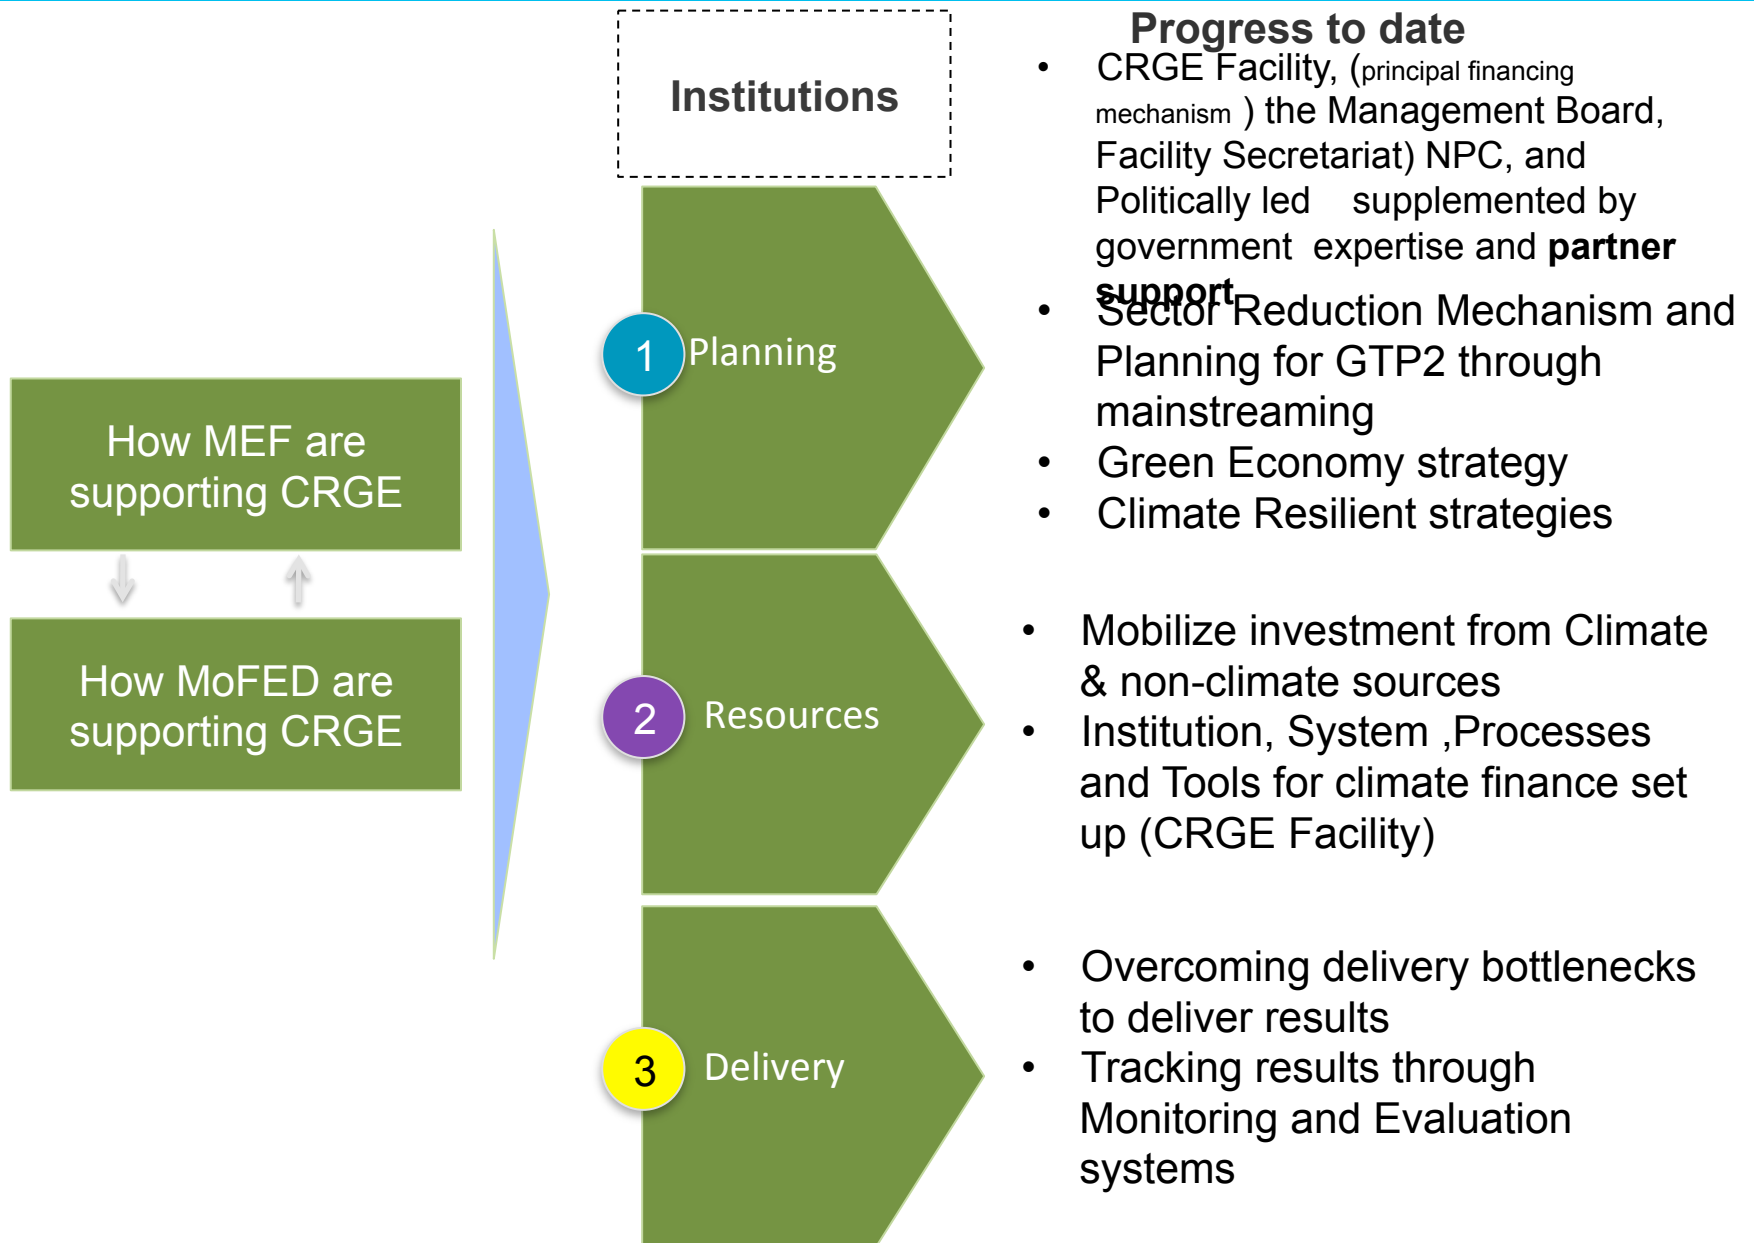 How MEF are
supporting CRGE
How MoFED are
supporting CRGE
Institutions
1
Planning
2
Resources
3
Delivery
Progress to date
• CRGE Facility, (principal financing
mechanism ) the Management Board,
Facility Secretariat) NPC, and
Politically led supplemented by
government expertise and partner
support
• Sector Reduction Mechanism and
Planning for GTP2 through
mainstreaming
• Green Economy strategy
• Climate Resilient strategies
• Mobilize investment from Climate
& non-climate sources
• Institution, System ,Processes
and Tools for climate finance set
up (CRGE Facility)
• Overcoming delivery bottlenecks
to deliver results
• Tracking results through
Monitoring and Evaluation
systems